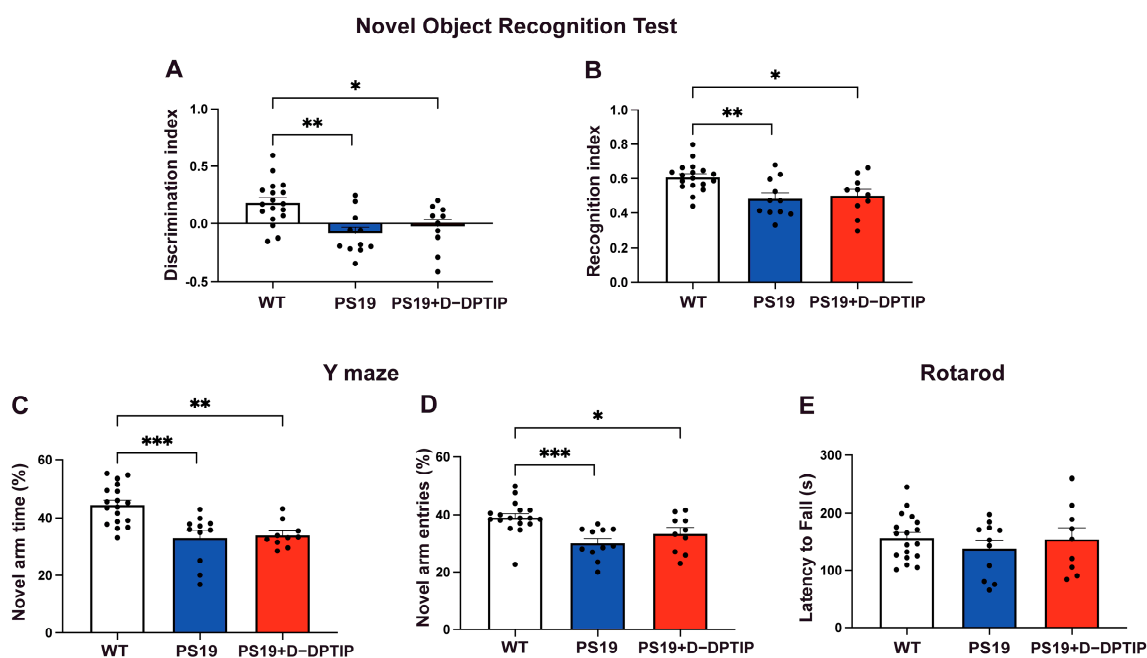 Novel Object Recognition Test
A
Discrimination index
1.0
0.5
0.0
-0.5
*
**
WT
PS19
PS19+D−DPTIP
B
Recognition index
1.0
0.8
0.6
0.4
0.2
0.0
*
**
WT
PS19
PS19+D−DPTIP
Y maze
C
Novel arm time (%)
60
40
20
0
**
***
WT
PS19
PS19+D−DPTIP
D
Novel arm entries (%)
60
40
20
0
*
***
WT
PS19
PS19+D−DPTIP
Rotarod
E
Latency to Fall (s)
300
200
100
0
WT
PS19
PS19+D−DPTIP